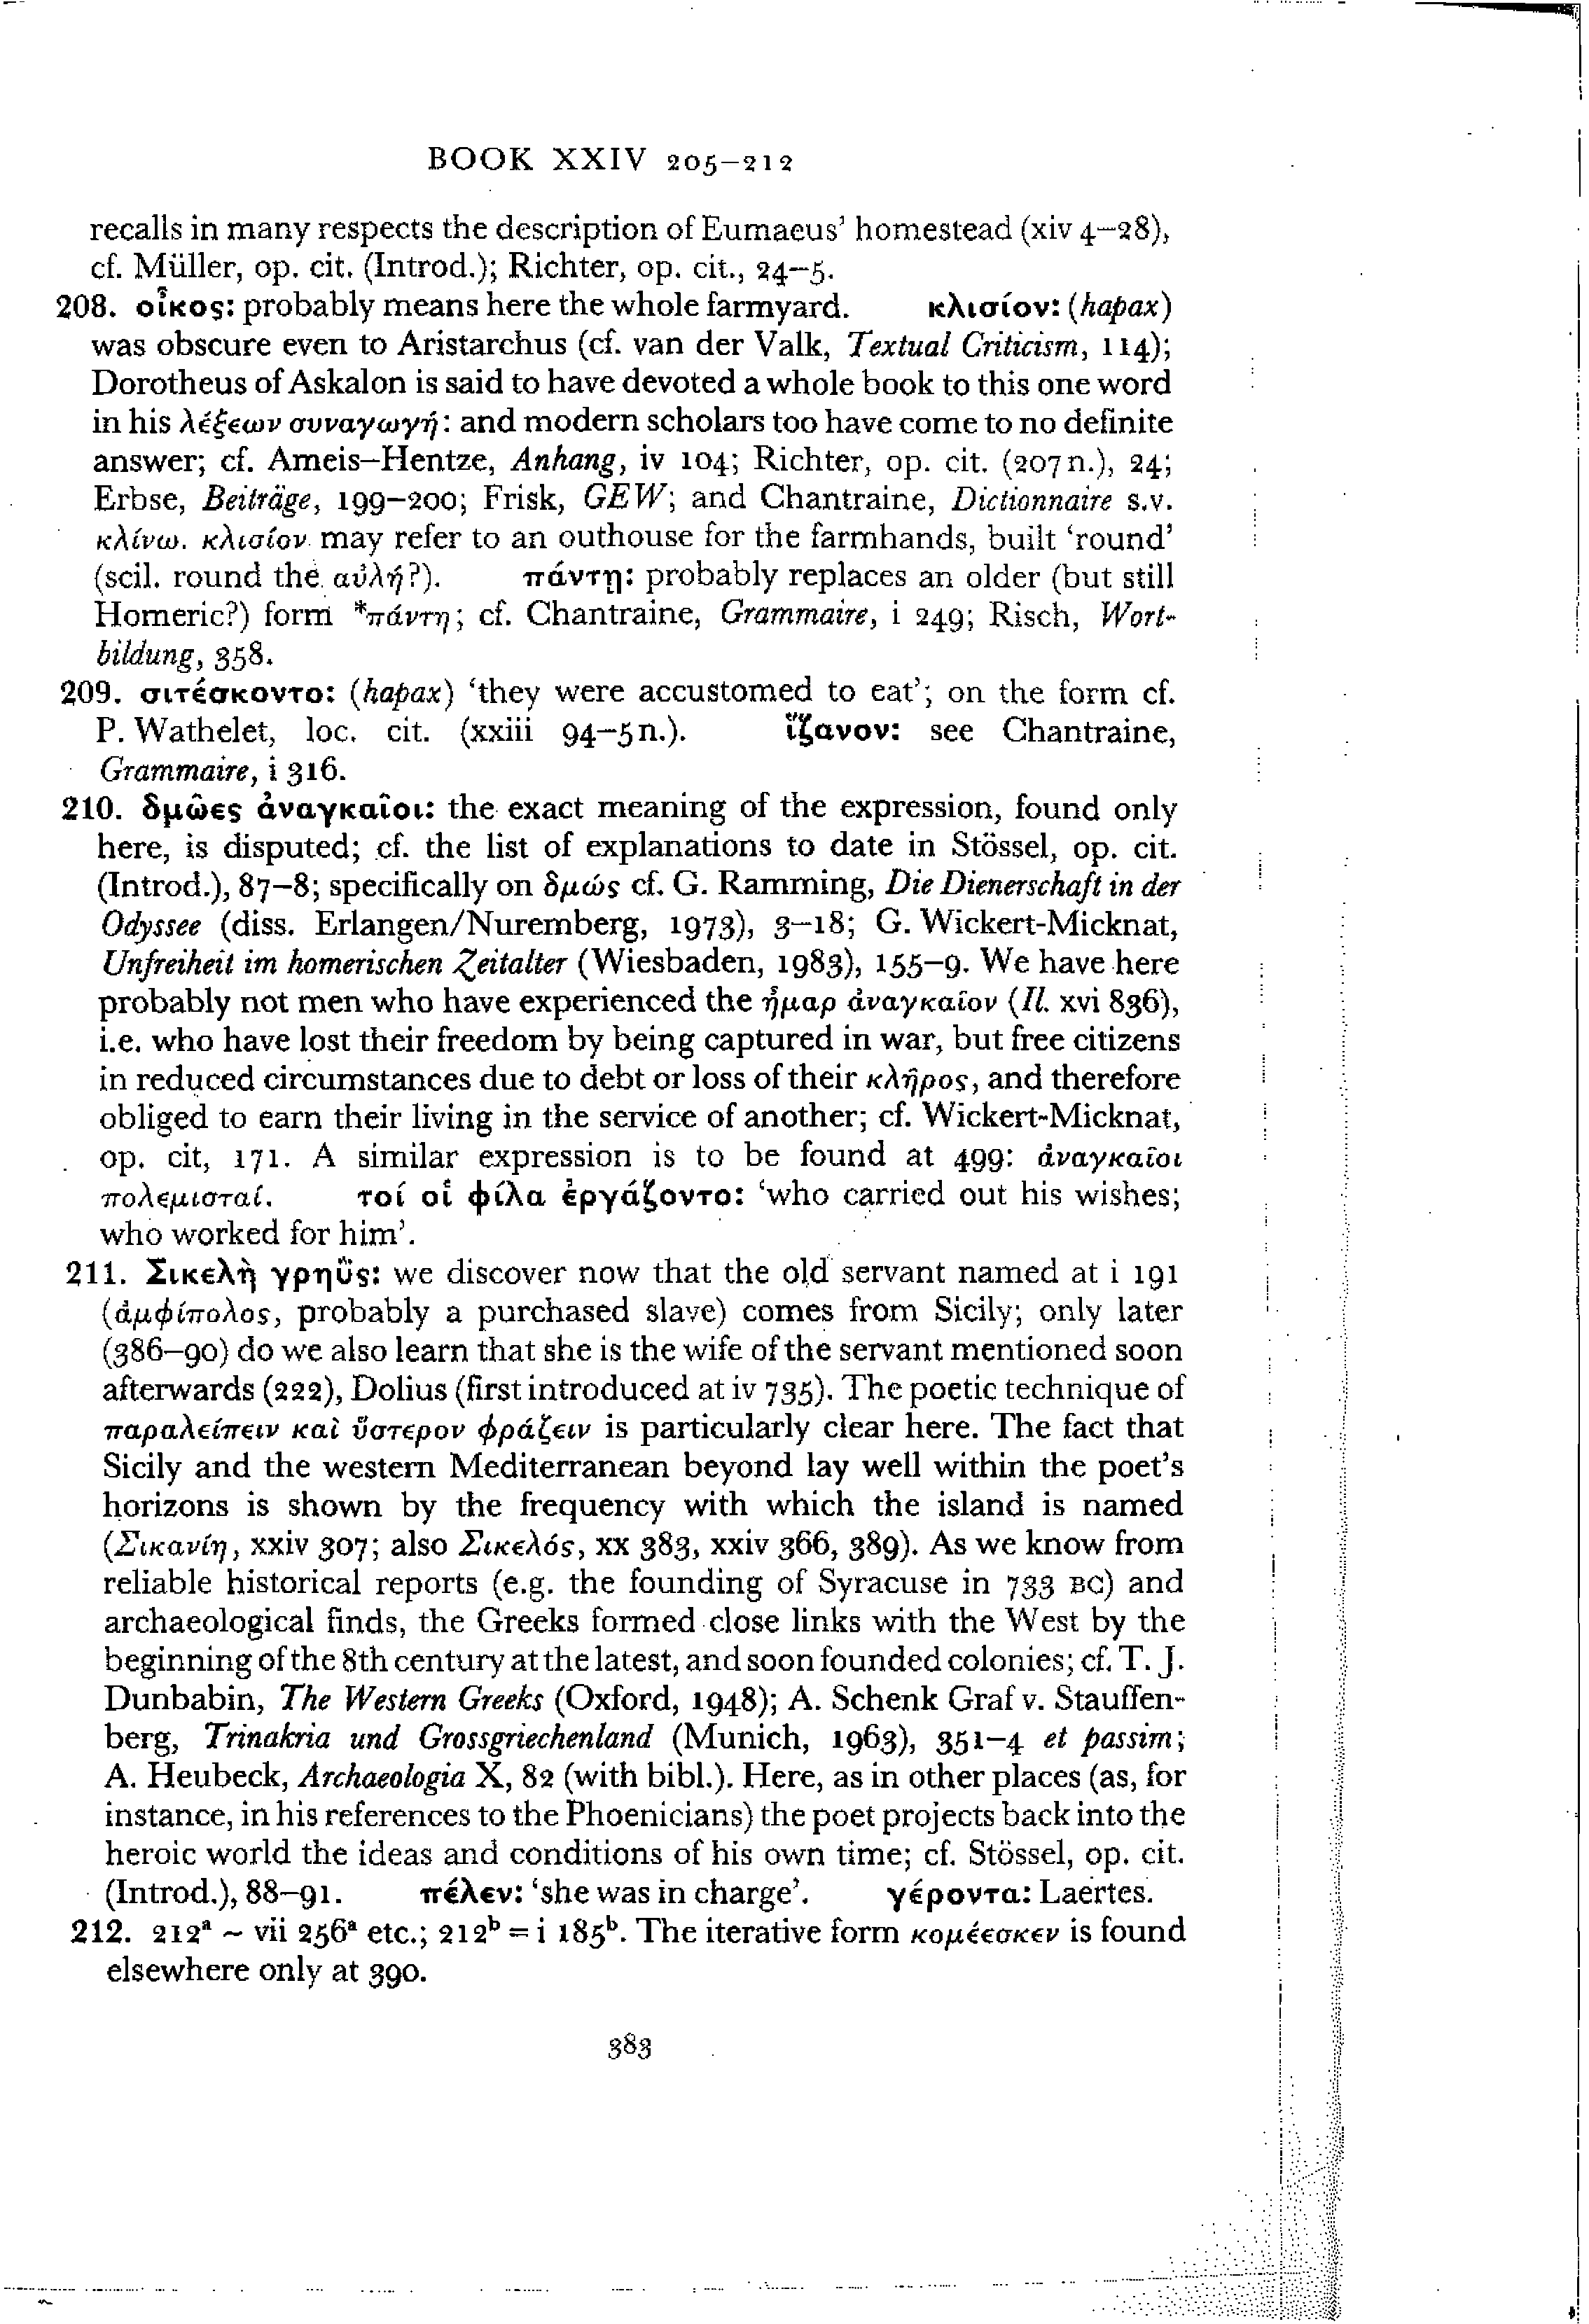 BOOK XXIV 205–212
recalls in many respects the description of Eumaeus' homestead (xiv 4–28),
cf. Müller, op. cit. (Introd.); Richter, op. cit., 24–5.
208. οἶκος: probably means here the whole farmyard. κλισίον: (hapax)
was obscure even to Aristarchus (cf. van der Valk, Textual Criticism, 114);
Dorotheus of Askalon is said to have devoted a whole book to this one word
in his λέξεων συναγωγή: and modern scholars too have come to no definite
answer; cf. Ameis–Hentze, Anhang, iv 104; Richter, op. cit. (207 n.), 24;
Erbse, Beiträge, 199–200; Frisk, GEW; and Chantraine, Dictionnaire s.v.
κλίνω. κλισίον may refer to an outhouse for the farmhands, built 'round'
(scil. round the αὐλή?). πάντῃ: probably replaces an older (but still
Homeric?) form *πάντη; cf. Chantraine, Grammaire, i 249; Risch, Wort-
bildung, 358.
209. σιτέσκοντο: (hapax) 'they were accustomed to eat'; on the form cf.
P. Wathelet, loc. cit. (xxiii 94–5 n.). ἵζανον: see Chantraine,
Grammaire, i 316.
210. δμῶες ἀναγκαῖοι: the exact meaning of the expression, found only
here, is disputed; cf. the list of explanations to date in Stössel, op. cit.
(Introd.), 87–8; specifically on δμώς cf. G. Ramming, Die Dienerschaft in der
Odyssee (diss. Erlangen/Nuremberg, 1973), 3–18; G. Wickert-Micknat,
Unfreiheit im homerischen Zeitalter (Wiesbaden, 1983), 155–9. We have here
probably not men who have experienced the ἦμαρ ἀναγκαῖον (Il. xvi 836),
i.e. who have lost their freedom by being captured in war, but free citizens
in reduced circumstances due to debt or loss of their κλῆρος, and therefore
obliged to earn their living in the service of another; cf. Wickert-Micknat,
op. cit, 171. A similar expression is to be found at 499: ἀναγκαῖοι
πολεμισταί. τοί οἱ φίλα ἐργάζοντο: 'who carried out his wishes;
who worked for him'.
211. Σικελὴ γρηῢς: we discover now that the old servant named at i 191
(ἀμφίπολος, probably a purchased slave) comes from Sicily; only later
(386–90) do we also learn that she is the wife of the servant mentioned soon
afterwards (222), Dolius (first introduced at iv 735). The poetic technique of
παραλείπειν καὶ ὕστερον φράζειν is particularly clear here. The fact that
Sicily and the western Mediterranean beyond lay well within the poet's
horizons is shown by the frequency with which the island is named
(Σικανίη, xxiv 307; also Σικελός, xx 383, xxiv 366, 389). As we know from
reliable historical reports (e.g. the founding of Syracuse in 733 BC) and
archaeological finds, the Greeks formed close links with the West by the
beginning of the 8th century at the latest, and soon founded colonies; cf. T. J.
Dunbabin, The Western Greeks (Oxford, 1948); A. Schenk Graf v. Stauffen-
berg, Trinakria und Grossgriechenland (Munich, 1963), 351–4 et passim;
A. Heubeck, Archaeologia X, 82 (with bibl.). Here, as in other places (as, for
instance, in his references to the Phoenicians) the poet projects back into the
heroic world the ideas and conditions of his own time; cf. Stössel, op. cit.
(Introd.), 88–91. πέλεν: 'she was in charge'. γέροντα: Laertes.
212. 212ᵃ ~ vii 256ᵃ etc.; 212ᵇ = i 185ᵇ. The iterative form κομέεσκεν is found
elsewhere only at 390.
383